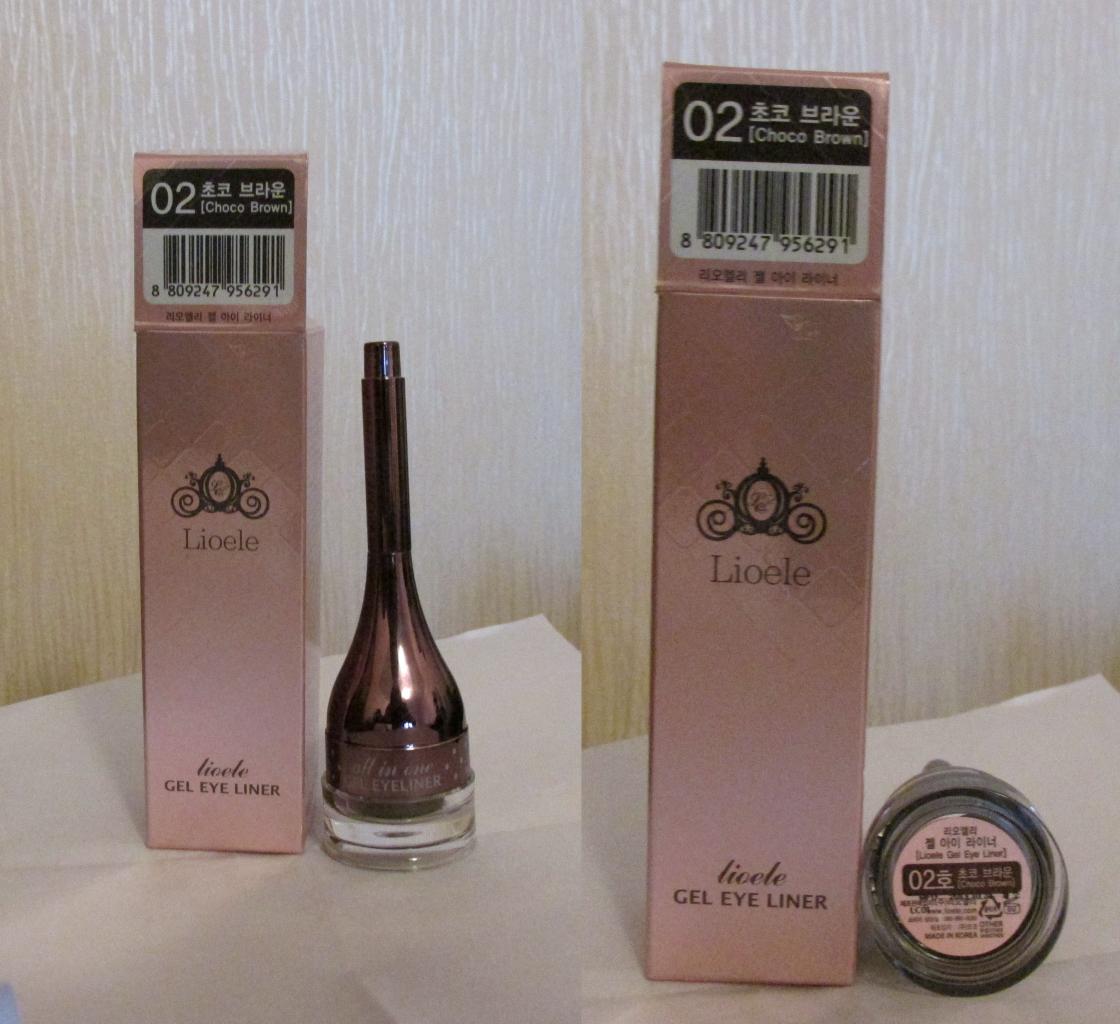 02 초코 브라운
[Choco Brown]
8 809247 956291
리오엘리 젤 아이 라이너
Lioele
lioele
GEL EYE LINER
all in one
GEL EYELINER
02 초코 브라운
[Choco Brown]
8 809247 956291
리오엘리 젤 아이 라이너
Lioele
lioele
GEL EYE LINER
리오엘리
젤 아이 라이너
[Lioele Gel Eye Liner]
02호 초코 브라운
[Choco Brown]
www.lioele.com
OTHER
MADE IN KOREA